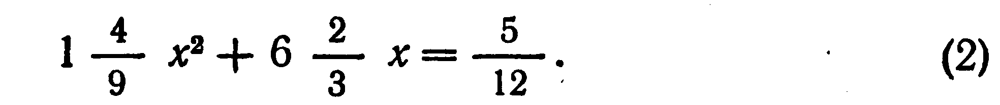 1 4/9 x² + 6 2/3 x = 5/12. (2)